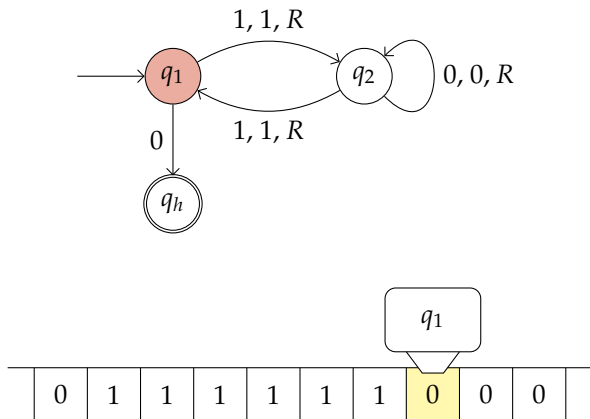 1, 1, R
q1 q2 0, 0, R
1, 1, R
0
qh
q1
0 1 1 1 1 1 1 0 0 0